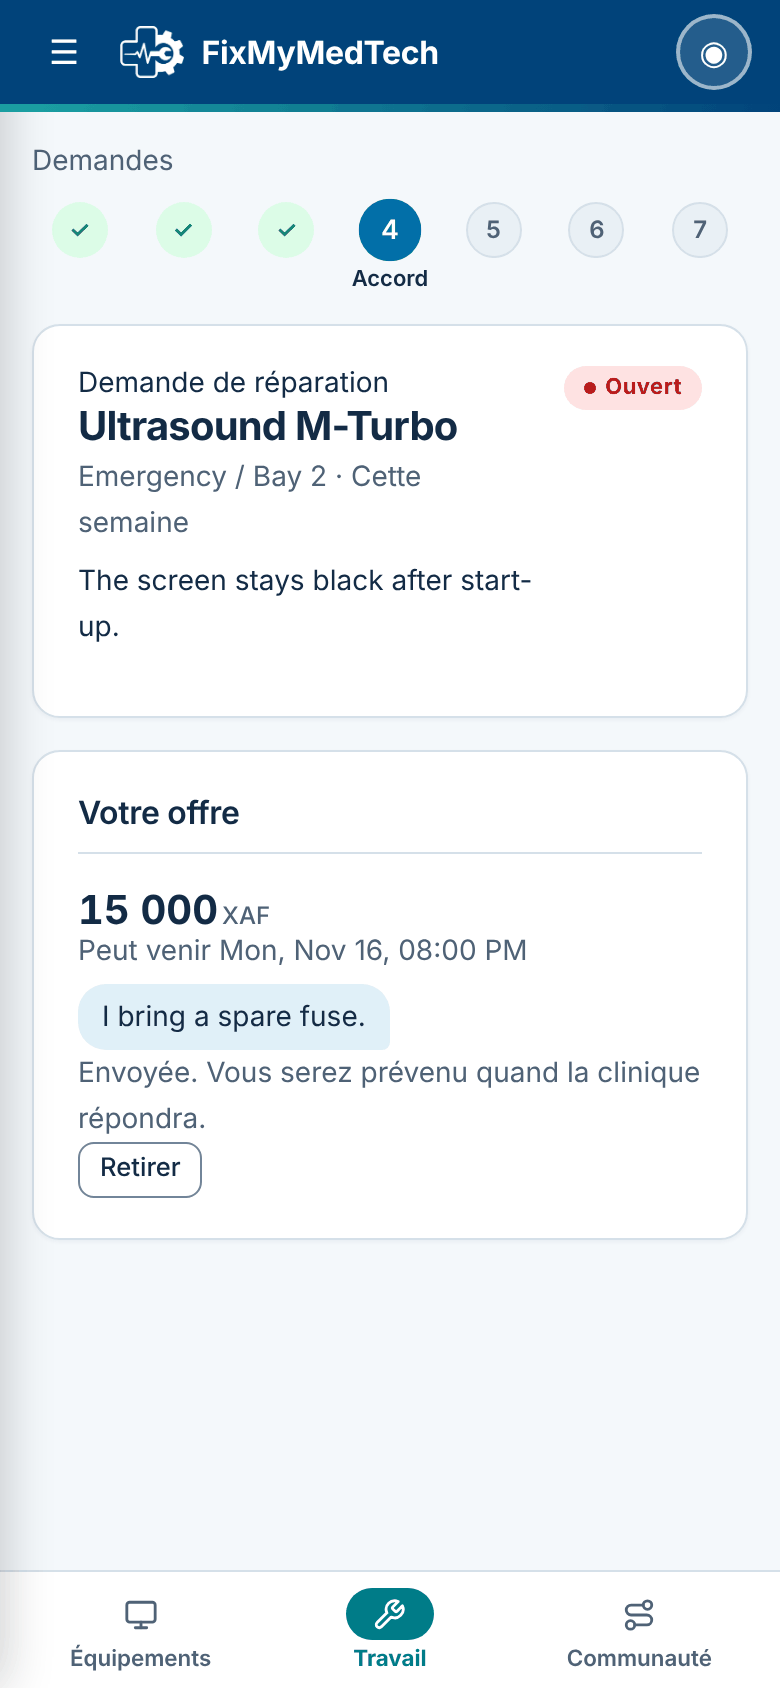 FixMyMedTech
Demandes
4
5
6
7
Accord
Demande de réparation
Ouvert
Ultrasound M-Turbo
Emergency / Bay 2 · Cette
semaine
The screen stays black after start-
up.
Votre offre
15 000 XAF
Peut venir Mon, Nov 16, 08:00 PM
I bring a spare fuse.
Envoyée. Vous serez prévenu quand la clinique
répondra.
Retirer
Équipements
Travail
Communauté